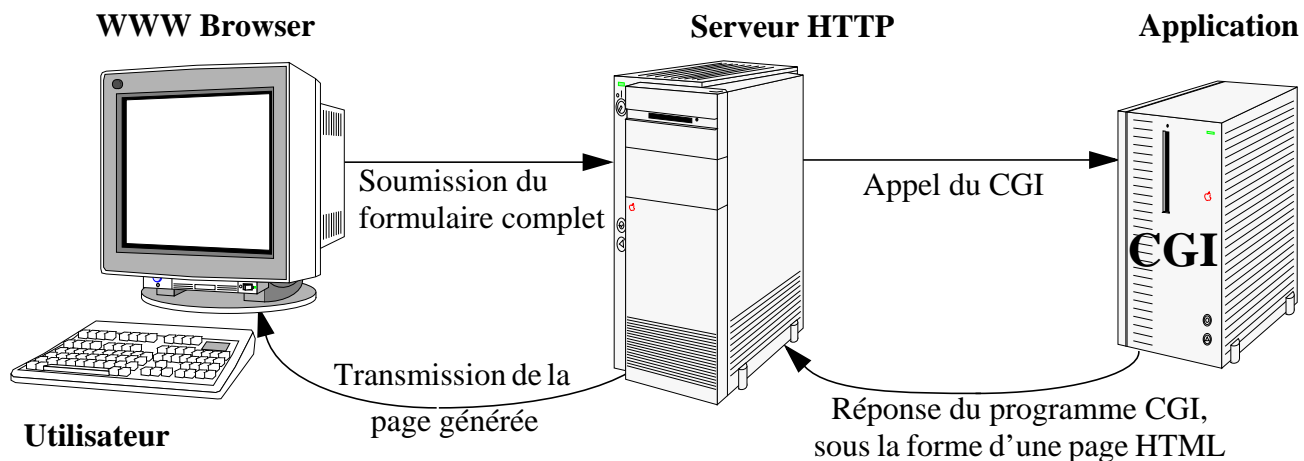 WWW Browser
Serveur HTTP
Application
Soumission du
formulaire complet
Appel du CGI
CGI
Transmission de la
page générée
Réponse du programme CGI,
sous la forme d’une page HTML
Utilisateur